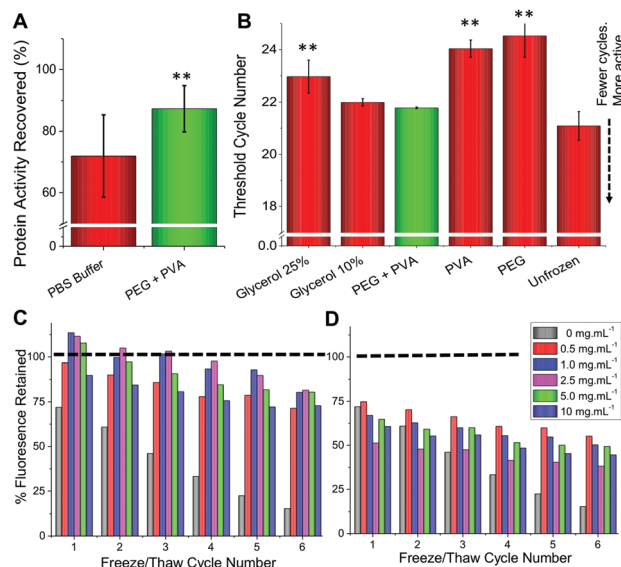 A
Protein Activity Recovered (%)
100
80
60
0
**
PBS Buffer
PEG + PVA
B
Threshold Cycle Number
24
22
20
18
0.0
**
**
**
Glycerol 25%
Glycerol 10%
PEG + PVA
PVA
PEG
Unfrozen
Fewer cycles.
More active
C
% Fluorescence Retained
100
75
50
25
0
1 2 3 4 5 6
Freeze/Thaw Cycle Number
D
100
75
50
25
0
1 2 3 4 5 6
Freeze/Thaw Cycle Number
0 mg.mL⁻¹
0.5 mg.mL⁻¹
1.0 mg.mL⁻¹
2.5 mg.mL⁻¹
5.0 mg.mL⁻¹
10 mg.mL⁻¹